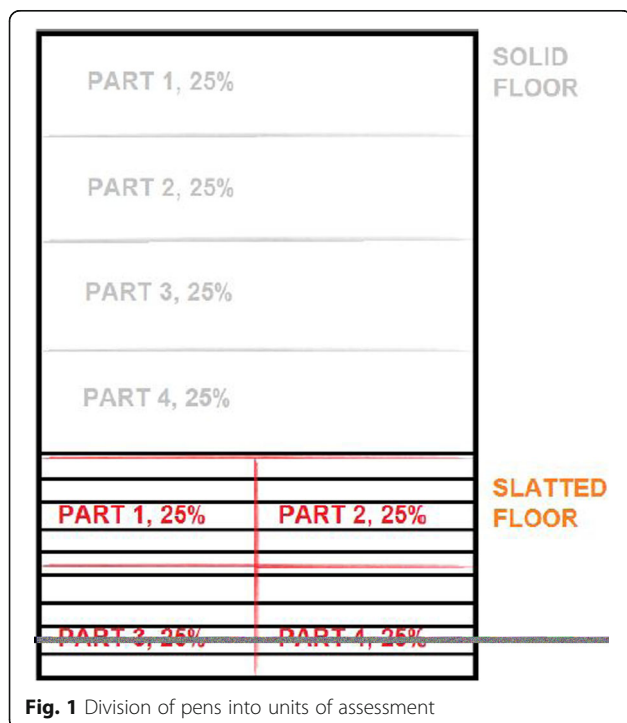 PART 1, 25%
SOLID
FLOOR
PART 2, 25%
PART 3, 25%
PART 4, 25%
SLATTED
FLOOR
PART 1, 25% PART 2, 25%
PART 3, 25% PART 4, 25%
Fig. 1 Division of pens into units of assessment